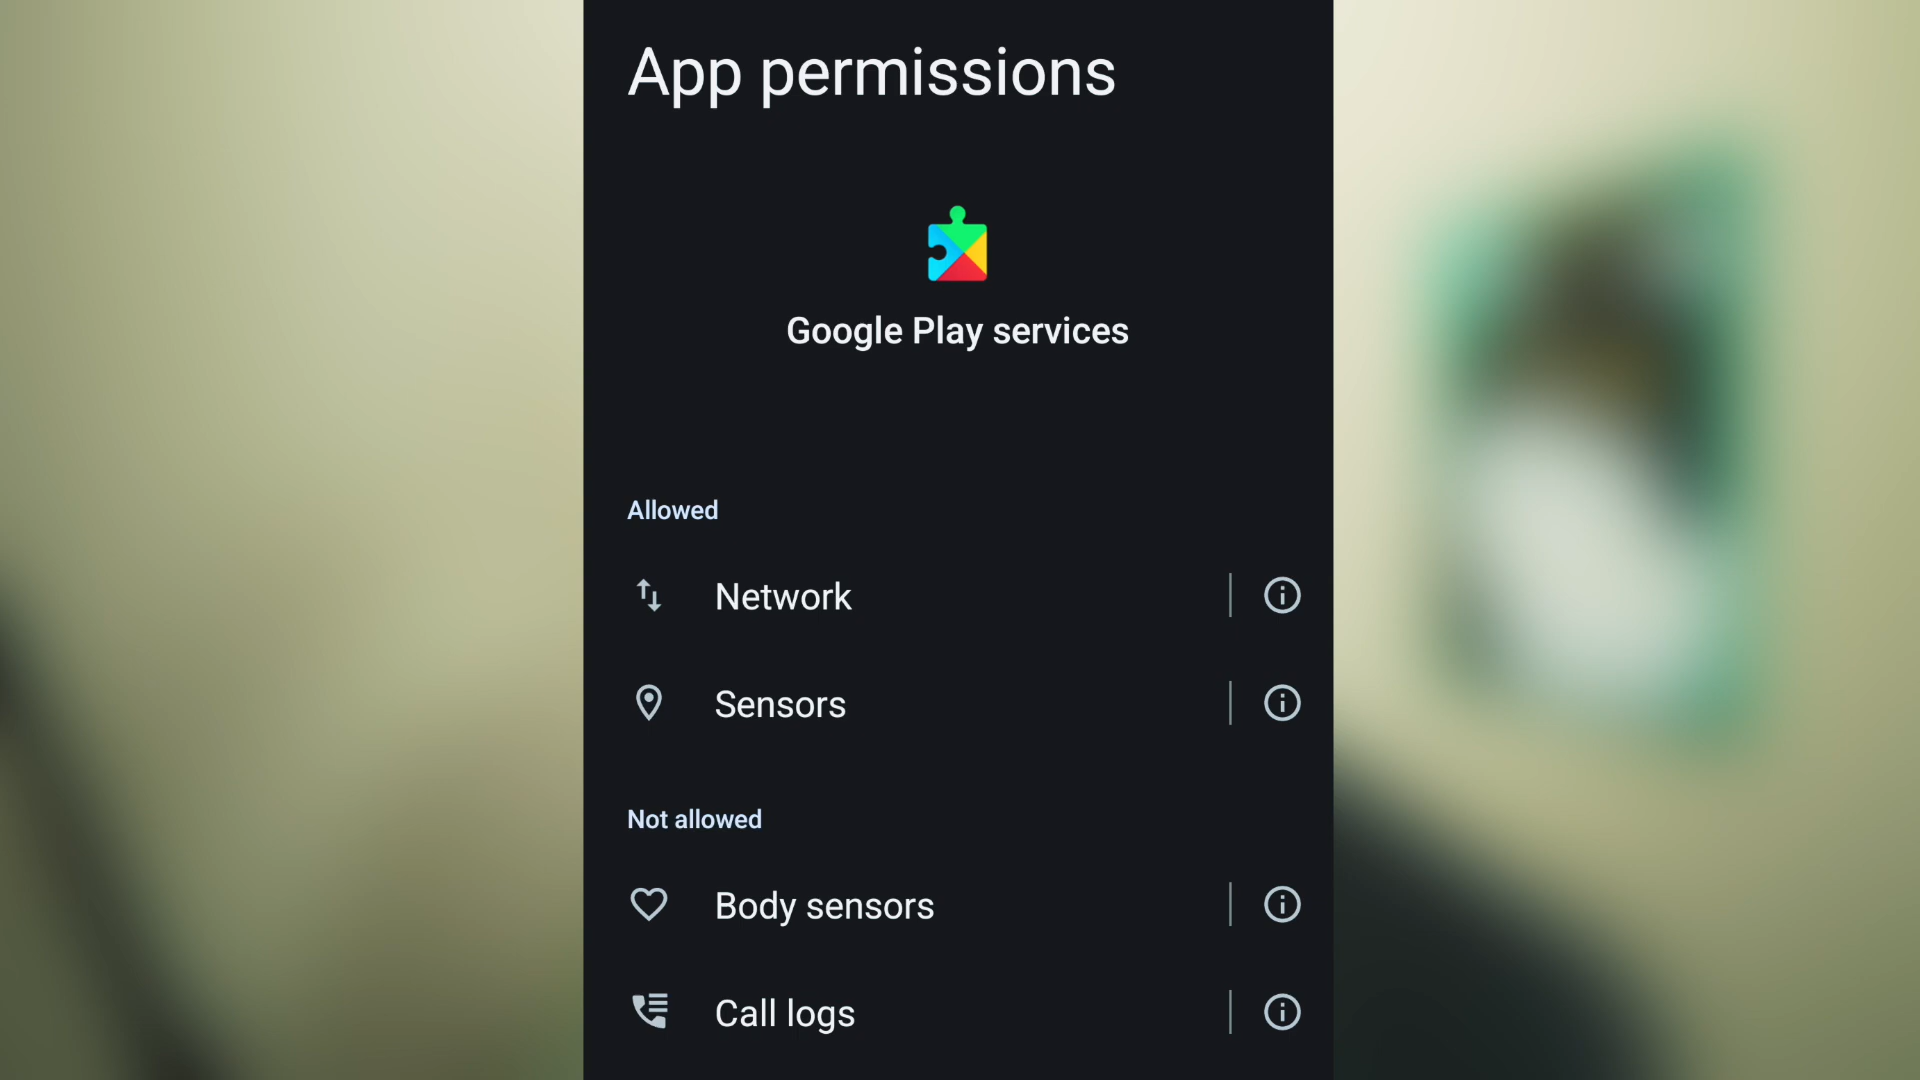 App permissions
Google Play services
Allowed
Network
Sensors
Not allowed
Body sensors
Call logs